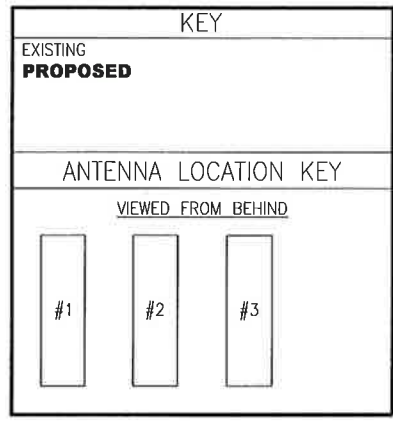 KEY
EXISTING
PROPOSED
ANTENNA LOCATION KEY
VIEWED FROM BEHIND
#1 #2 #3